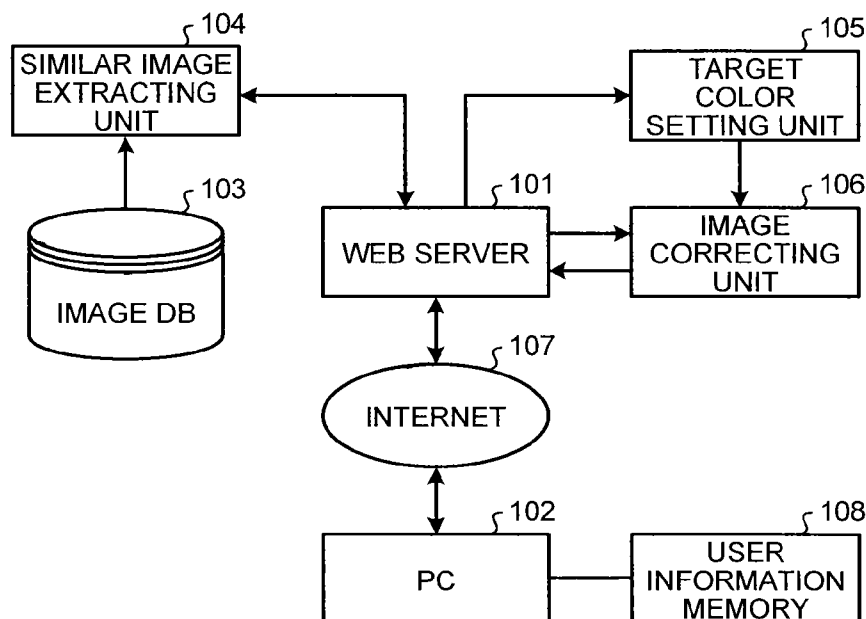 104
SIMILAR IMAGE
EXTRACTING
UNIT
105
TARGET
COLOR
SETTING UNIT
103
IMAGE DB
101
WEB SERVER
106
IMAGE
CORRECTING
UNIT
107
INTERNET
102
PC
108
USER
INFORMATION
MEMORY